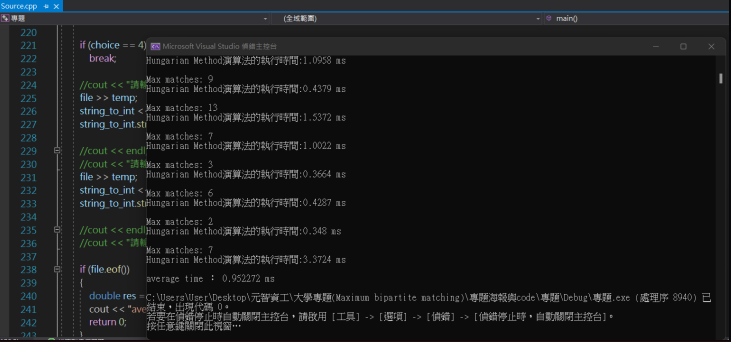 Source.cpp
專題
(全域範圍)
main()
220
221 if (choice == 4)
222 break;
223
224 //cout << "請輸
225 file >> temp;
226 string_to_int <
227 string_to_int.str
228
229 //cout << endl
230 //cout << "請輸
231 file >> temp;
232 string_to_int <
233 string_to_int.str
234
235 //cout << endl
236 //cout << "請輸
237
238 if (file.eof())
239 {
240 double res =
241 cout << "ave
242 return 0;
243 }
Microsoft Visual Studio 偵錯主控台
Hungarian Method演算法的執行時間:1.0958 ms
Max matches: 9
Hungarian Method演算法的執行時間:0.4379 ms
Max matches: 13
Hungarian Method演算法的執行時間:1.5372 ms
Max matches: 7
Hungarian Method演算法的執行時間:1.0022 ms
Max matches: 3
Hungarian Method演算法的執行時間:0.3664 ms
Max matches: 6
Hungarian Method演算法的執行時間:0.4287 ms
Max matches: 2
Hungarian Method演算法的執行時間:0.348 ms
Max matches: 7
Hungarian Method演算法的執行時間:3.3724 ms
average time : 0.952272 ms
C:\Users\User\Desktop\元智資工\大學專題(Maximum bipartite matching)\專題海報與code\專題\Debug\專題.exe (處理序 8940) 已
結束，出現代碼 0。
若要在偵錯停止時自動關閉主控台，請啟用 [工具] -> [選項] -> [偵錯] -> [偵錯停止時，自動關閉主控台]。
按任意鍵關閉此視窗…